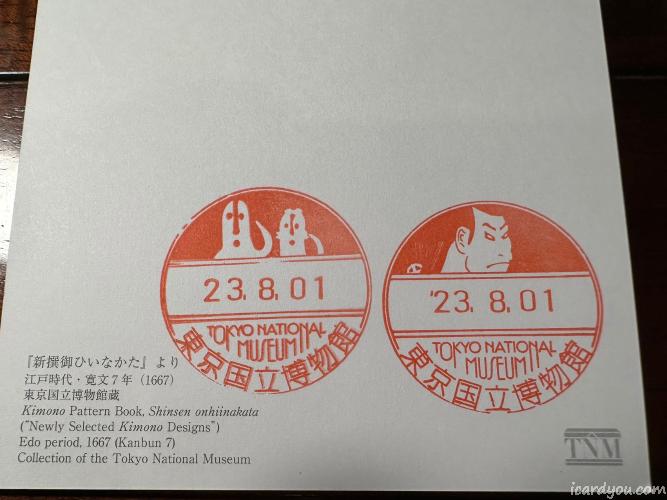 23.8.01
TOKYO NATIONAL
MUSEUM
東京国立博物館
'23.8.01
TOKYO NATIONAL
MUSEUM
東京国立博物館
『新撰御ひいなかた』より
江戸時代・寛文7年（1667）
東京国立博物館蔵
Kimono Pattern Book, Shinsen onhiinakata
("Newly Selected Kimono Designs")
Edo period, 1667 (Kanbun 7)
Collection of the Tokyo National Museum
TNM
icardyou.com